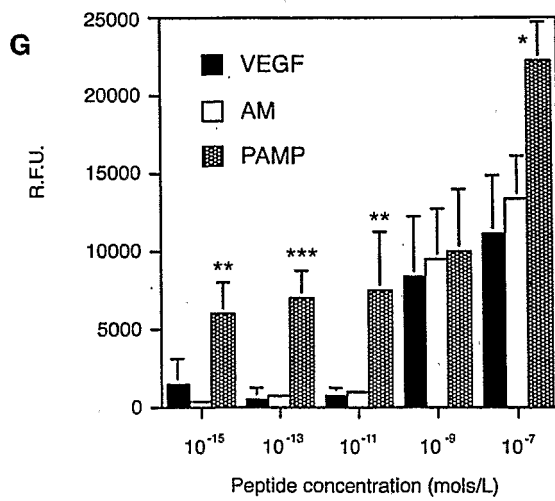 G
25000
20000
15000
10000
5000
0
R.F.U.
VEGF
AM
PAMP
**
***
**
*
10-15
10-13
10-11
10-9
10-7
Peptide concentration (mols/L)